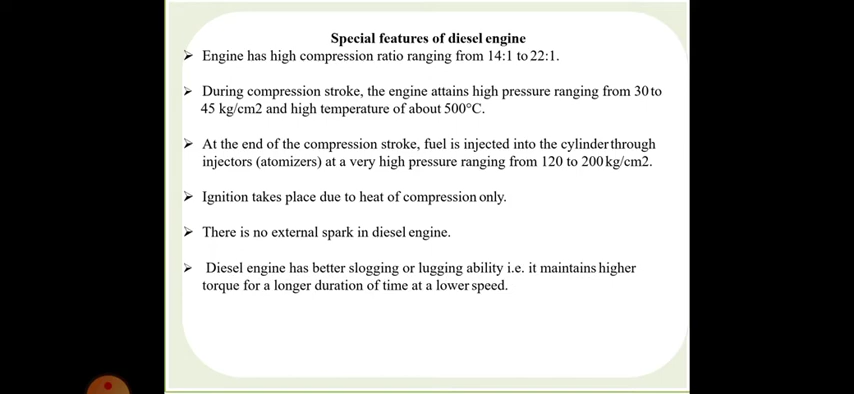 Special features of diesel engine
➢ Engine has high compression ratio ranging from 14:1 to 22:1.
➢ During compression stroke, the engine attains high pressure ranging from 30 to
45 kg/cm2 and high temperature of about 500°C.
➢ At the end of the compression stroke, fuel is injected into the cylinder through
injectors (atomizers) at a very high pressure ranging from 120 to 200 kg/cm2.
➢ Ignition takes place due to heat of compression only.
➢ There is no external spark in diesel engine.
➢ Diesel engine has better slogging or lugging ability i.e. it maintains higher
torque for a longer duration of time at a lower speed.